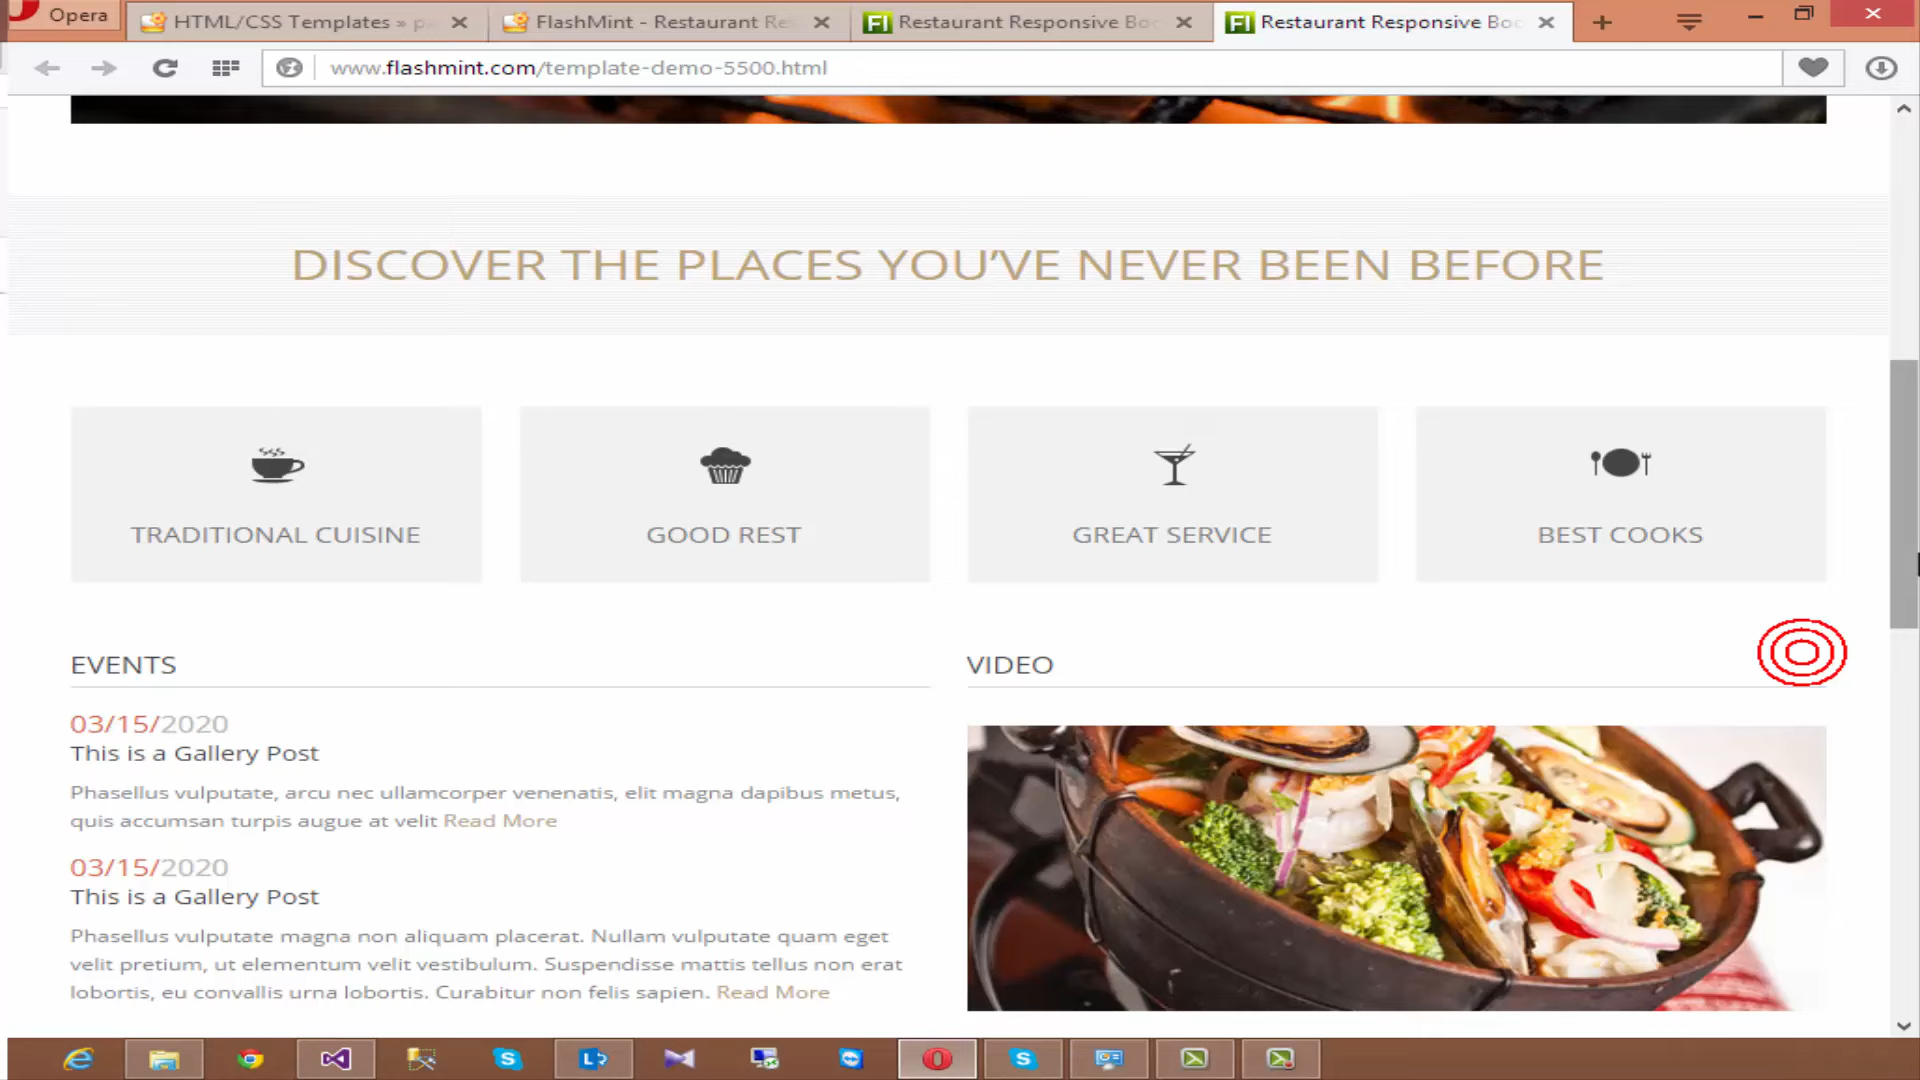 Opera
HTML/CSS Templates » p
FlashMint - Restaurant Re
Restaurant Responsive Bo
Restaurant Responsive Bo
www.flashmint.com/template-demo-5500.html
DISCOVER THE PLACES YOU'VE NEVER BEEN BEFORE
TRADITIONAL CUISINE
GOOD REST
GREAT SERVICE
BEST COOKS
EVENTS
VIDEO
03/15/2020
This is a Gallery Post
Phasellus vulputate, arcu nec ullamcorper venenatis, elit magna dapibus metus,
quis accumsan turpis augue at velit Read More
03/15/2020
This is a Gallery Post
Phasellus vulputate magna non aliquam placerat. Nullam vulputate quam eget
velit pretium, ut elementum velit vestibulum. Suspendisse mattis tellus non erat
lobortis, eu convallis urna lobortis. Curabitur non felis sapien. Read More